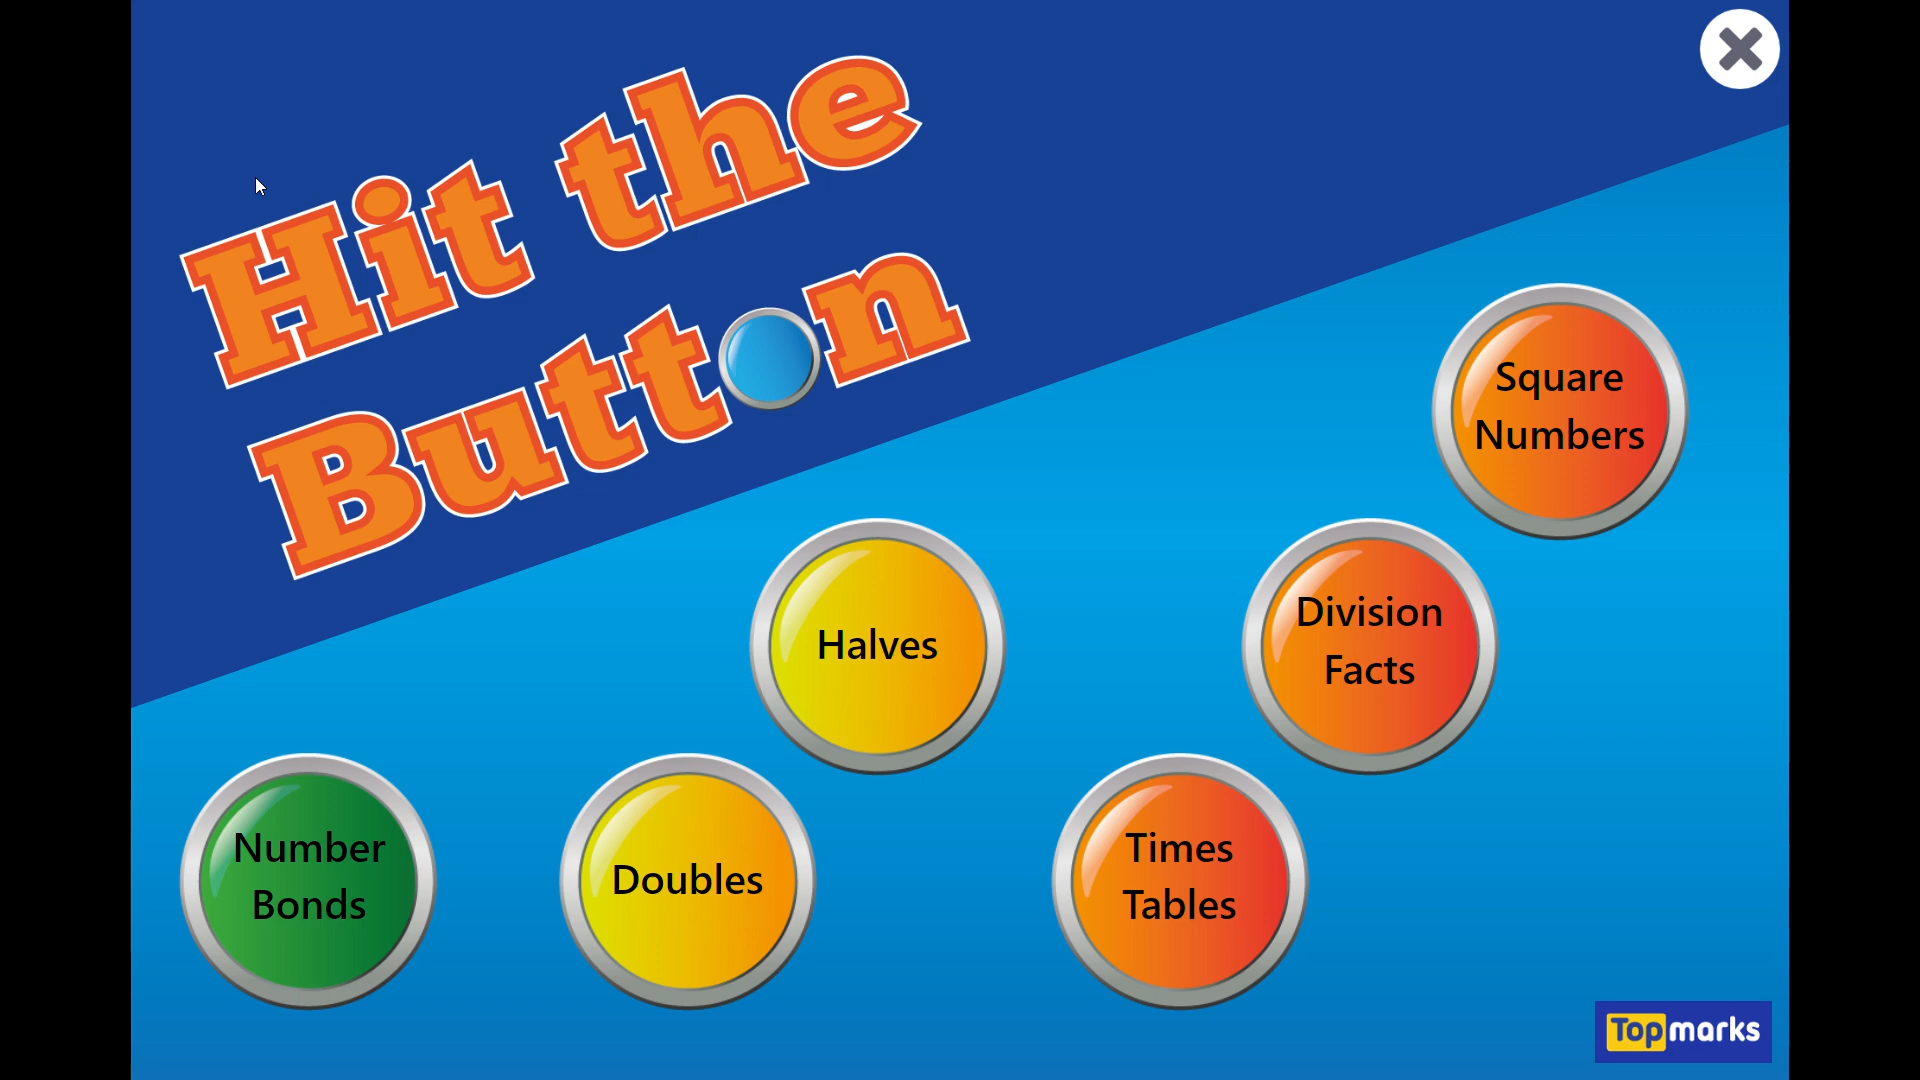 Hit the
Button
Square
Numbers
Halves
Division
Facts
Number
Bonds
Doubles
Times
Tables
Topmarks